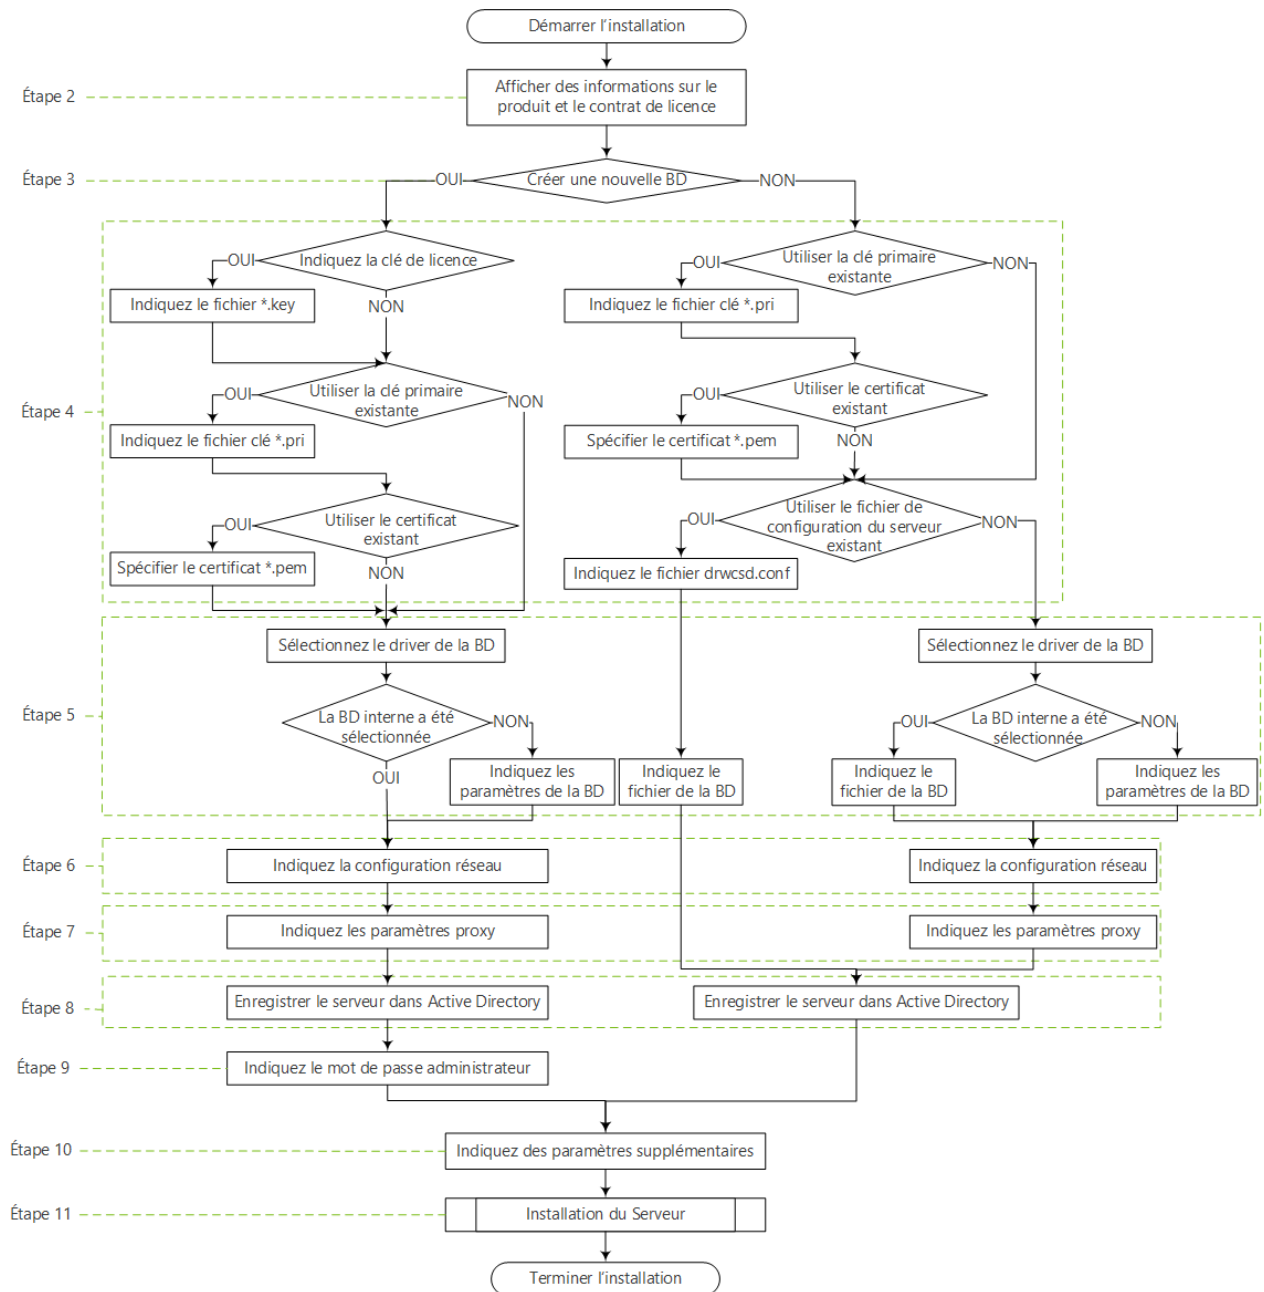 Démarrer l'installation
Étape 2
Afficher des informations sur le
produit et le contrat de licence
Étape 3
OUI
Créer une nouvelle BD
NON
OUI
Indiquez la clé de licence
NON
Indiquez le fichier *.key
OUI
Utiliser la clé primaire
existante
NON
Indiquez le fichier clé *.pri
Étape 4
OUI
Utiliser la clé primaire
existante
NON
Indiquez le fichier clé *.pri
OUI
Utiliser le certificat
existant
NON
Spécifier le certificat *.pem
OUI
Utiliser le certificat
existant
NON
Spécifier le certificat *.pem
OUI
Utiliser le fichier de
configuration du serveur
existant
NON
Indiquez le fichier drwcsd.conf
Étape 5
Sélectionnez le driver de la BD
La BD interne a été
sélectionnée
NON
OUI
Indiquez les
paramètres de la BD
Indiquez le
fichier de la BD
Sélectionnez le driver de la BD
OUI
La BD interne a été
sélectionnée
NON
Indiquez le
fichier de la BD
Indiquez les
paramètres de la BD
Étape 6
Indiquez la configuration réseau
Indiquez la configuration réseau
Étape 7
Indiquez les paramètres proxy
Indiquez les paramètres proxy
Étape 8
Enregistrer le serveur dans Active Directory
Enregistrer le serveur dans Active Directory
Étape 9
Indiquez le mot de passe administrateur
Étape 10
Indiquez des paramètres supplémentaires
Étape 11
Installation du Serveur
Terminer l'installation